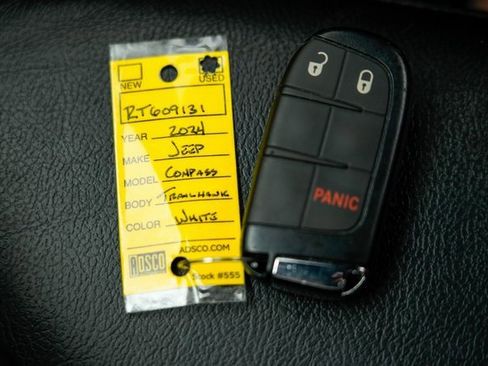 NEW USED
RT609131
YEAR 2024
MAKE JEEP
MODEL COMPASS
BODY TRAILHAWK
COLOR WHITE
ADSCO.COM
ADSCO Stock #555
PANIC